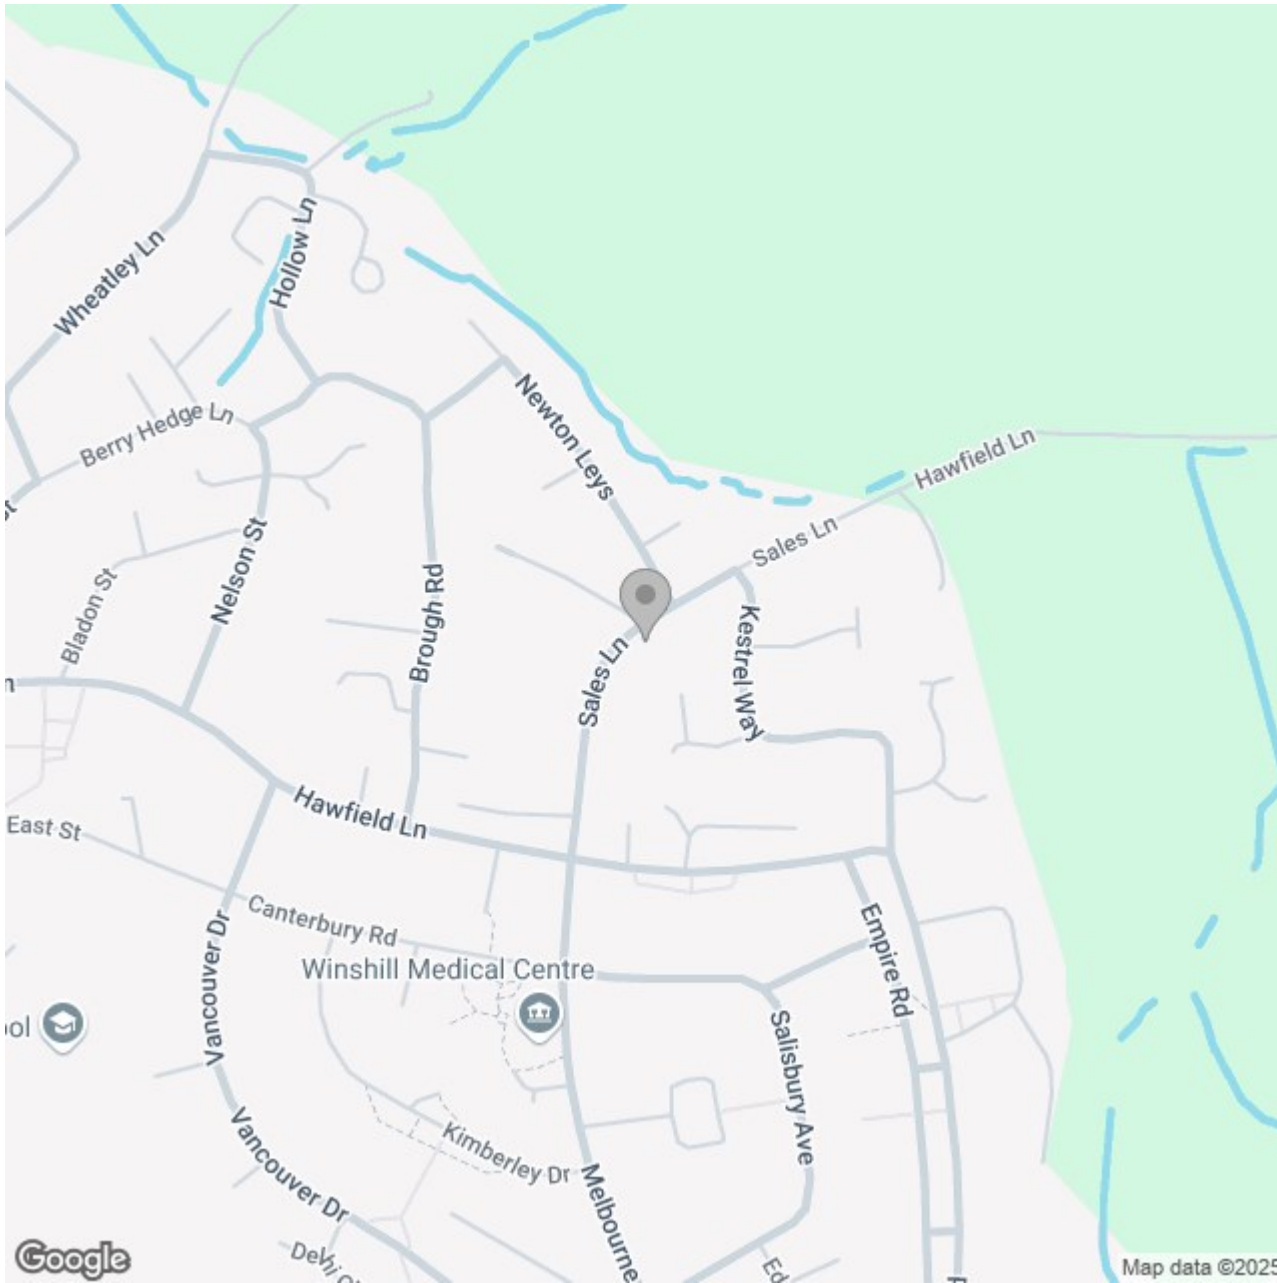 Hollow Ln
Wheatley Ln
Newton Leys
Berry Hedge Ln
Hawfield Ln
Sales Ln
Nelson St
Bladon St
Brough Rd
Kestrel Way
Sales Ln
Hawfield Ln
East St
Canterbury Rd
Empire Rd
Vancouver Dr
Winshill Medical Centre
Salisbury Ave
Vancouver Dr
Kimberley Dr
Melbourne
Google
Map data ©2025